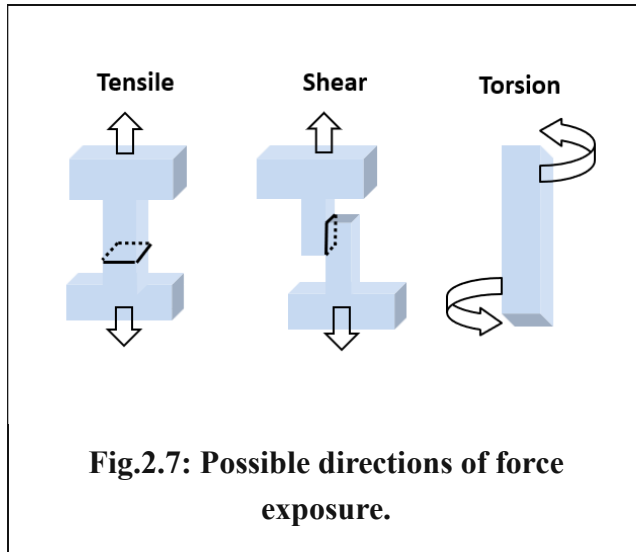 Tensile Shear Torsion
Fig.2.7: Possible directions of force
exposure.